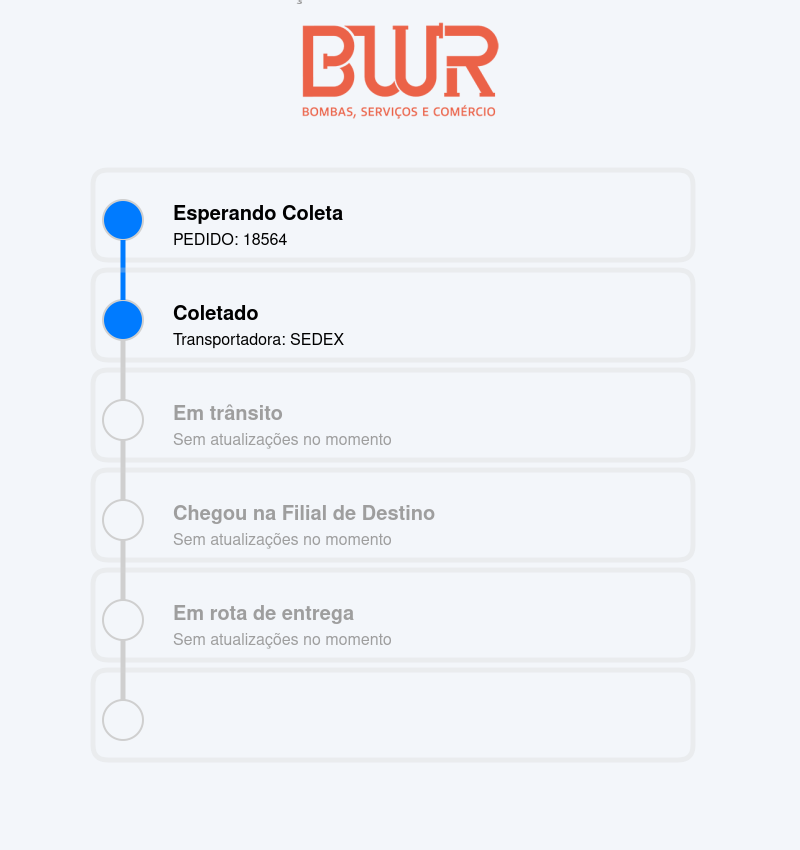 BWR
BOMBAS, SERVIÇOS E COMÉRCIO
Esperando Coleta
PEDIDO: 18564
Coletado
Transportadora: SEDEX
Em trânsito
Sem atualizações no momento
Chegou na Filial de Destino
Sem atualizações no momento
Em rota de entrega
Sem atualizações no momento